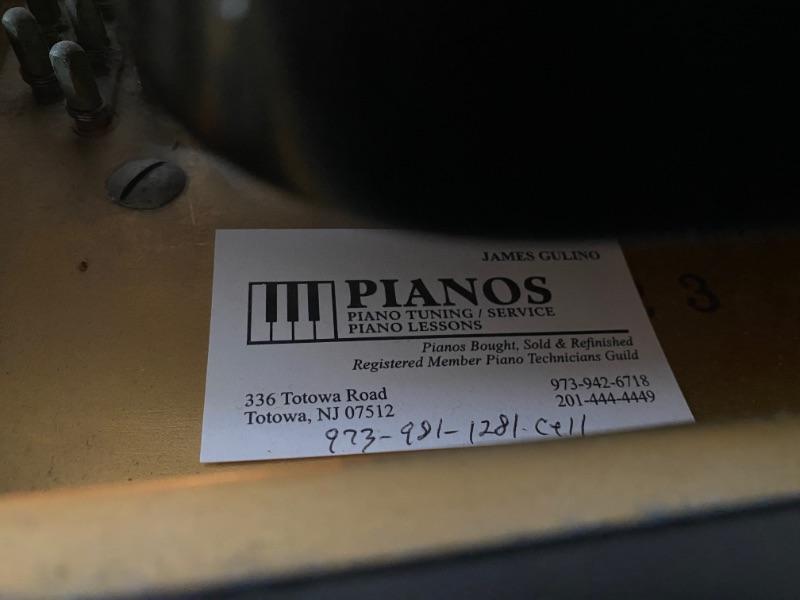 JAMES GULINO
PIANOS
PIANO TUNING / SERVICE
PIANO LESSONS
Pianos Bought, Sold & Refinished
Registered Member Piano Technicians Guild
336 Totowa Road
Totowa, NJ 07512
973-942-6718
201-444-4449
973-981-1281. cell
3